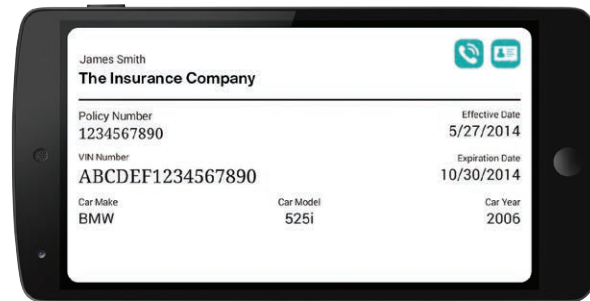 James Smith
The Insurance Company
Policy Number
Effective Date
1234567890
5/27/2014
VIN Number
Expiration Date
ABCDEF1234567890
10/30/2014
Car Make
Car Model
Car Year
BMW
525i
2006